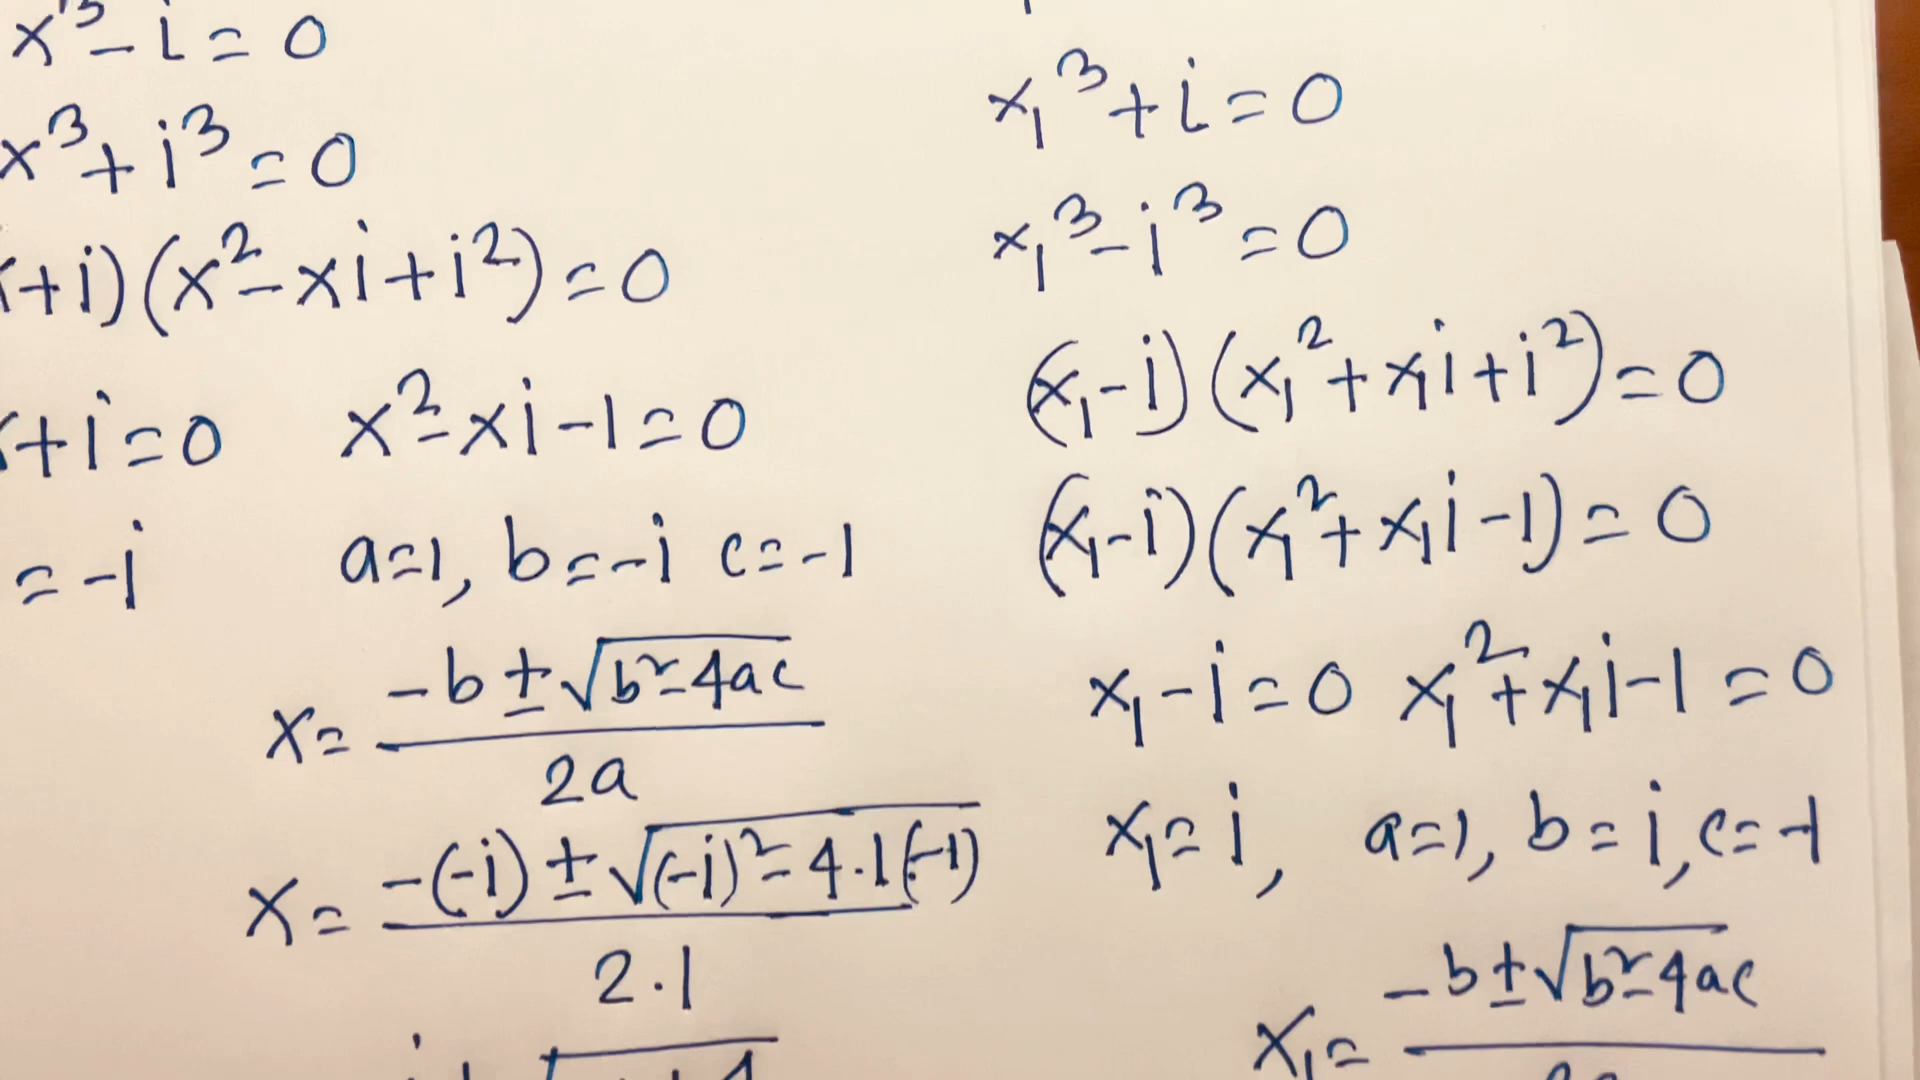 x³ - i = 0
x³ + i³ = 0
+i)(x² - xi + i²) = 0
+i = 0  x² - xi - 1 = 0
= -i  a=1, b=-i c=-1
x = (-b ± √(b² - 4ac)) / 2a
x = (-(-i) ± √((-i)² - 4·1(-1))) / 2·1
x₁³ + i = 0
x₁³ - i³ = 0
(x₁ - i)(x₁² + x₁i + i²) = 0
(x₁ - i)(x₁² + x₁i - 1) = 0
x₁ - i = 0  x₁² + x₁i - 1 = 0
x₁ = i, a=1, b=i, c=-1
x₁ = -b ± √(b² - 4ac)